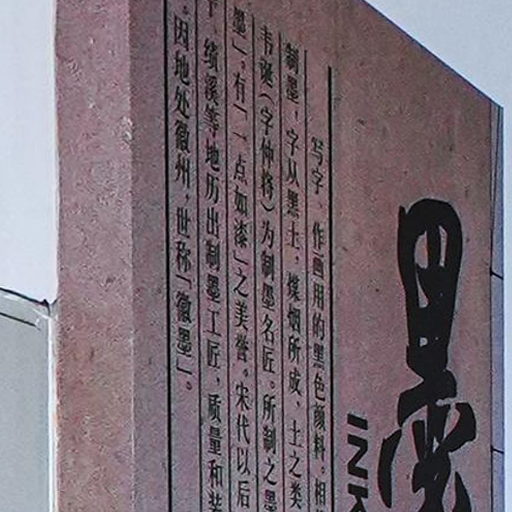 墨
INK
写字、作画用的黑色颜料。相
制墨，字从黑土，煤烟所成，土之类
韦诞(字仲将)为制墨名匠。所制之墨
墨」，有「一点如漆」之美誉。宋代以后
绩溪等地历出制墨工匠，质量和装
。因地处徽州，世称「徽墨」。